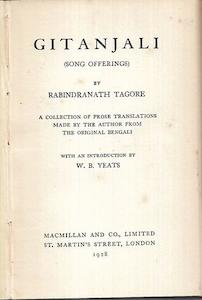 GITANJALI
(SONG OFFERINGS)
BY
RABINDRANATH TAGORE
A COLLECTION OF PROSE TRANSLATIONS
MADE BY THE AUTHOR FROM
THE ORIGINAL BENGALI
WITH AN INTRODUCTION BY
W. B. YEATS
MACMILLAN AND CO., LIMITED
ST. MARTIN'S STREET, LONDON
1928